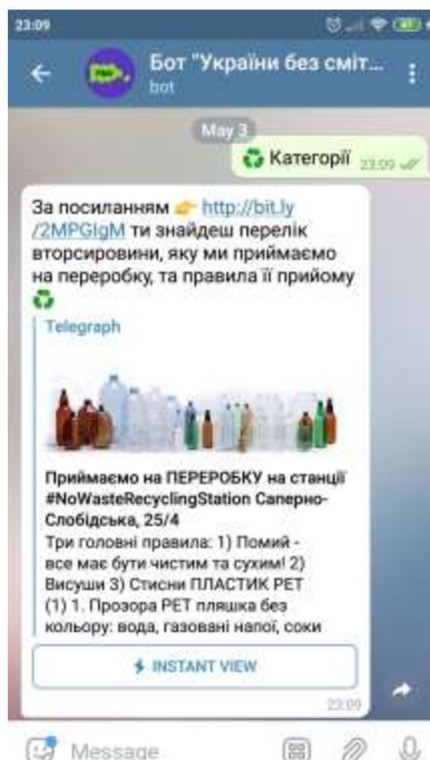 23:09
Бот "України без сміт...
bot
May 3
Категорії 23:09
За посиланням http://bit.ly
/2MPGIgM ти знайдеш перелік
вторсировини, яку ми приймаємо
на переробку, та правила її прийому
Telegraph
Приймаємо на ПЕРЕРОБКУ на станції
#NoWasteRecyclingStation Саперно-
Слобідська, 25/4
Три головні правила: 1) Помий -
все має бути чистим та сухим! 2)
Висуши 3) Стисни ПЛАСТИК PET
(1) 1. Прозора PET пляшка без
кольору: вода, газовані напої, соки
INSTANT VIEW
23:09
Message